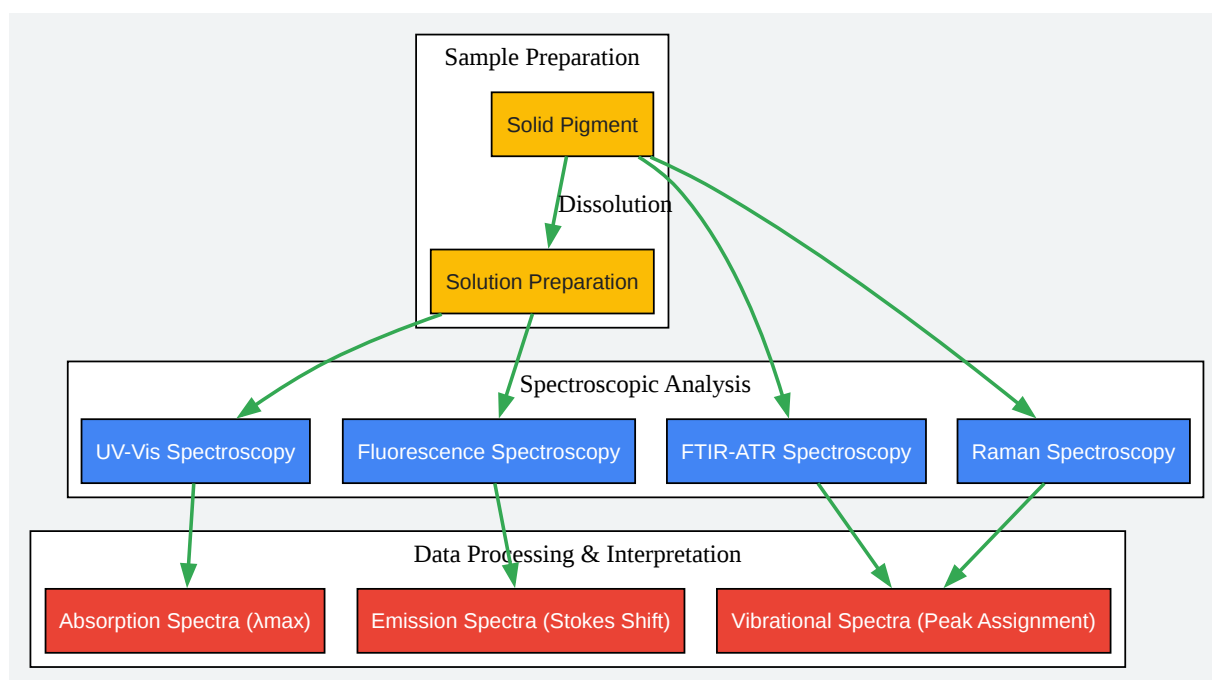 Sample Preparation
Solid Pigment
Dissolution
Solution Preparation
Spectroscopic Analysis
UV-Vis Spectroscopy
Fluorescence Spectroscopy
FTIR-ATR Spectroscopy
Raman Spectroscopy
Data Processing & Interpretation
Absorption Spectra (λmax)
Emission Spectra (Stokes Shift)
Vibrational Spectra (Peak Assignment)